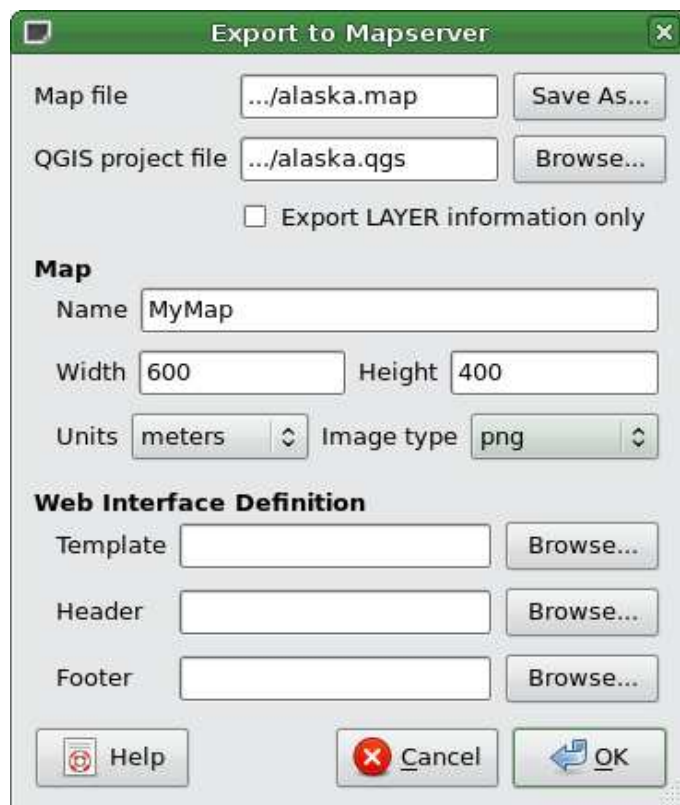 Export to Mapserver
Map file .../alaska.map Save As...
QGIS project file .../alaska.qgs Browse...
Export LAYER information only
Map
Name MyMap
Width 600 Height 400
Units meters Image type png
Web Interface Definition
Template Browse...
Header Browse...
Footer Browse...
Help Cancel OK